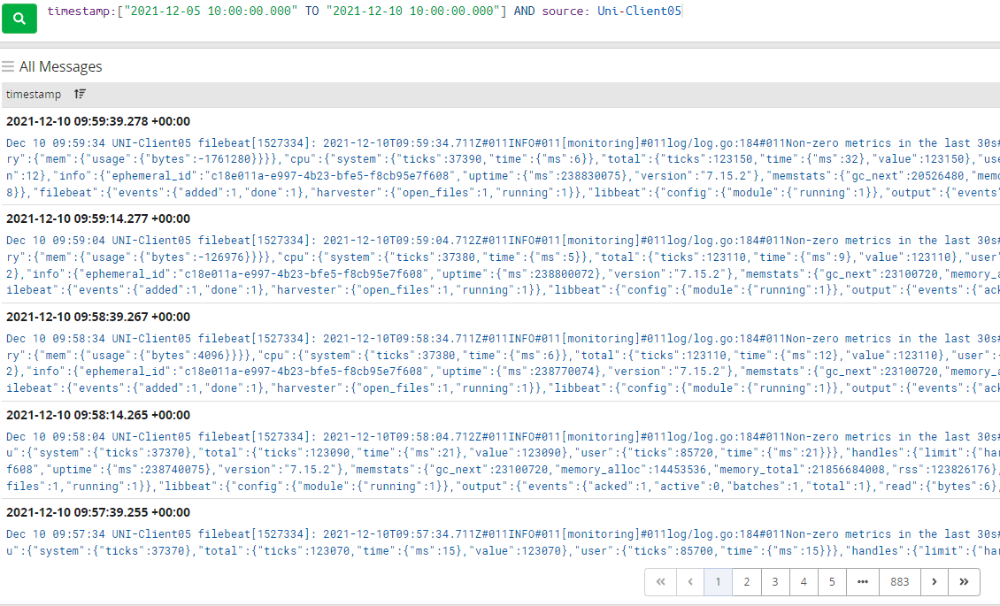 timestamp:["2021-12-05 10:00:00.000" TO "2021-12-10 10:00:00.000"] AND source: Uni-Client05
All Messages
timestamp
2021-12-10 09:59:39.278 +00:00
Dec 10 09:59:34 UNI-Client05 filebeat[1527334]: 2021-12-10T09:59:34.711Z#011INFO#011[monitoring]#011log/log.go:184#011Non-zero metrics in the last 30s#
ry":{"mem":{"usage":{"bytes":-1761280}}}},"cpu":{"system":{"ticks":37390,"time":{"ms":6}},"total":{"ticks":123150,"time":{"ms":32},"value":123150},"use
n":12},"info":{"ephemeral_id":"c18e011a-e997-4b23-bfe5-f8cb95e7f608","uptime":{"ms":238830075},"version":"7.15.2"},"memstats":{"gc_next":20526480,"memo
8}},"filebeat":{"events":{"added":1,"done":1},"harvester":{"open_files":1,"running":1}},"libbeat":{"config":{"module":{"running":1}},"output":{"events"
2021-12-10 09:59:14.277 +00:00
Dec 10 09:59:04 UNI-Client05 filebeat[1527334]: 2021-12-10T09:59:04.712Z#011INFO#011[monitoring]#011log/log.go:184#011Non-zero metrics in the last 30s#
ry":{"mem":{"usage":{"bytes":-126976}}}},"cpu":{"system":{"ticks":37380,"time":{"ms":5}},"total":{"ticks":123110,"time":{"ms":9},"value":123110},"user"
2},"info":{"ephemeral_id":"c18e011a-e997-4b23-bfe5-f8cb95e7f608","uptime":{"ms":238800072},"version":"7.15.2"},"memstats":{"gc_next":23100720,"memory_a
ilebeat":{"events":{"added":1,"done":1},"harvester":{"open_files":1,"running":1}},"libbeat":{"config":{"module":{"running":1}},"output":{"events":{"ack
2021-12-10 09:58:39.267 +00:00
Dec 10 09:58:34 UNI-Client05 filebeat[1527334]: 2021-12-10T09:58:34.711Z#011INFO#011[monitoring]#011log/log.go:184#011Non-zero metrics in the last 30s#
ry":{"mem":{"usage":{"bytes":4096}}}},"cpu":{"system":{"ticks":37380,"time":{"ms":6}},"total":{"ticks":123110,"time":{"ms":12},"value":123110},"user":
2},"info":{"ephemeral_id":"c18e011a-e997-4b23-bfe5-f8cb95e7f608","uptime":{"ms":238770074},"version":"7.15.2"},"memstats":{"gc_next":23100720,"memory_a
ilebeat":{"events":{"added":1,"done":1},"harvester":{"open_files":1,"running":1}},"libbeat":{"config":{"module":{"running":1}},"output":{"events":{"ack
2021-12-10 09:58:14.265 +00:00
Dec 10 09:58:04 UNI-Client05 filebeat[1527334]: 2021-12-10T09:58:04.712Z#011INFO#011[monitoring]#011log/log.go:184#011Non-zero metrics in the last 30s#
u":{"system":{"ticks":37370},"total":{"ticks":123090,"time":{"ms":21},"value":123090},"user":{"ticks":85720,"time":{"ms":21}}},"handles":{"limit":{"har
f608","uptime":{"ms":238740075},"version":"7.15.2"},"memstats":{"gc_next":23100720,"memory_alloc":14453536,"memory_total":21856684008,"rss":123826176},
files":1,"running":1}},"libbeat":{"config":{"module":{"running":1}},"output":{"events":{"acked":1,"active":0,"batches":1,"total":1},"read":{"bytes":6},
2021-12-10 09:57:39.255 +00:00
Dec 10 09:57:34 UNI-Client05 filebeat[1527334]: 2021-12-10T09:57:34.711Z#011INFO#011[monitoring]#011log/log.go:184#011Non-zero metrics in the last 30s#
u":{"system":{"ticks":37370},"total":{"ticks":123070,"time":{"ms":15},"value":123070},"user":{"ticks":85700,"time":{"ms":15}}},"handles":{"limit":{"har
« ‹ 1 2 3 4 5 ••• 883 › »